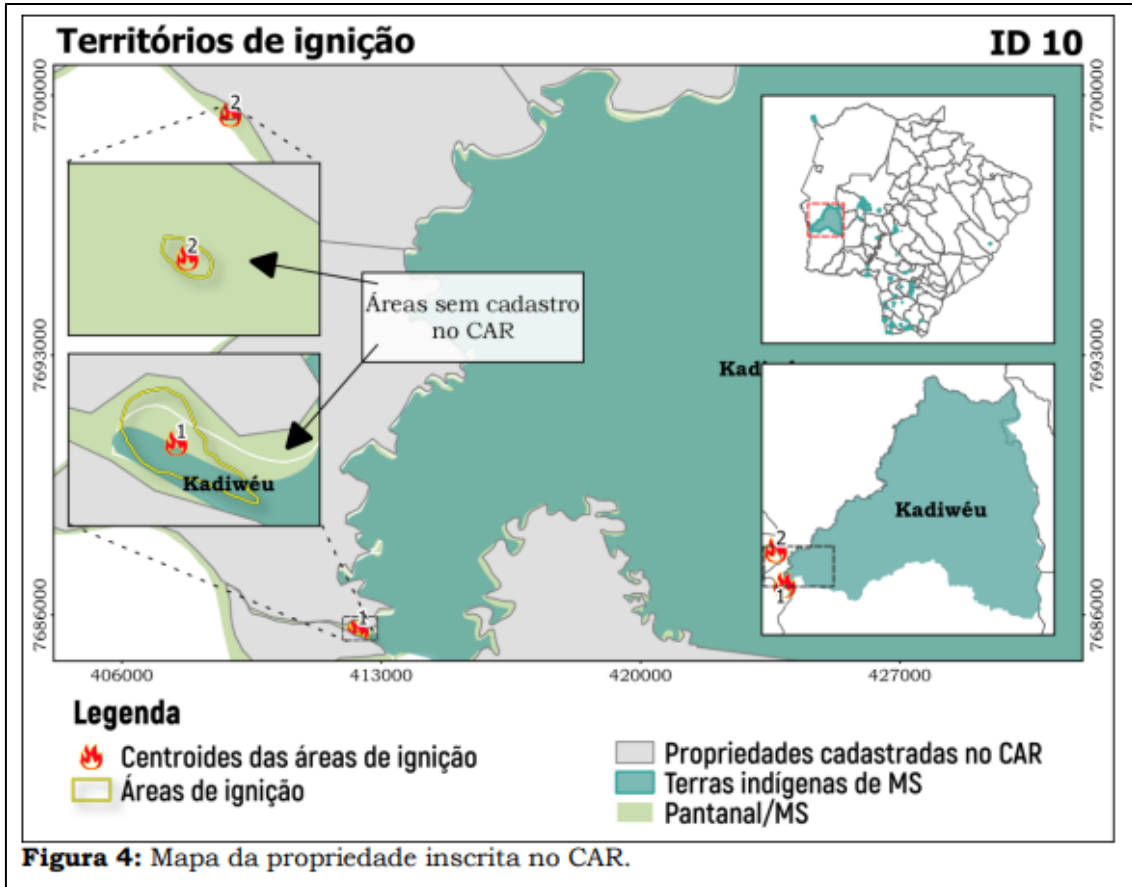 Territórios de ignição
ID 10
7700000
7693000
7686000
2
2
Áreas sem cadastro
no CAR
1
Kadiwéu
1
Kadi
Kadiwéu
2
1
7700000
7693000
7686000
406000
413000
420000
427000
Legenda
Centroides das áreas de ignição
Áreas de ignição
Propriedades cadastradas no CAR
Terras indígenas de MS
Pantanal/MS
Figura 4: Mapa da propriedade inscrita no CAR.